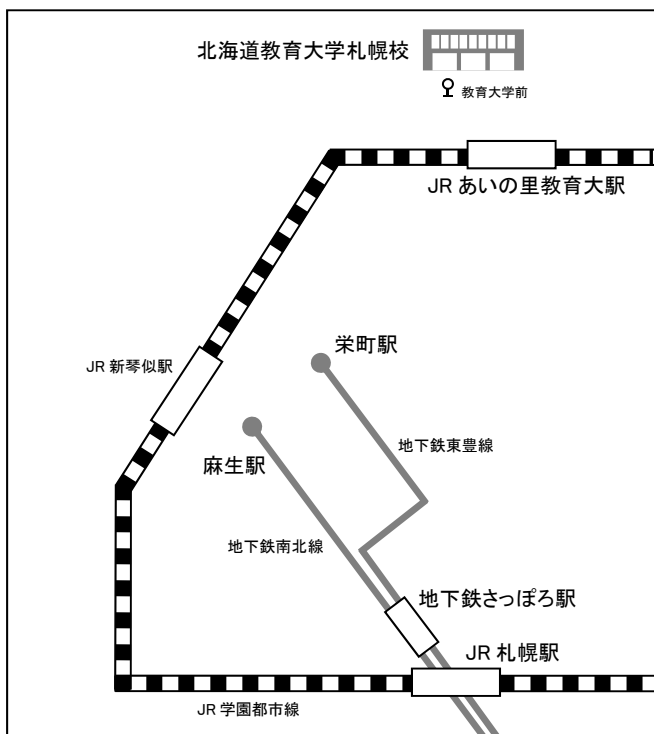 北海道教育大学札幌校
教育大学前
JR あいの里教育大駅
栄町駅
JR 新琴似駅
地下鉄東豊線
麻生駅
地下鉄南北線
地下鉄さっぽろ駅
JR 札幌駅
JR 学園都市線